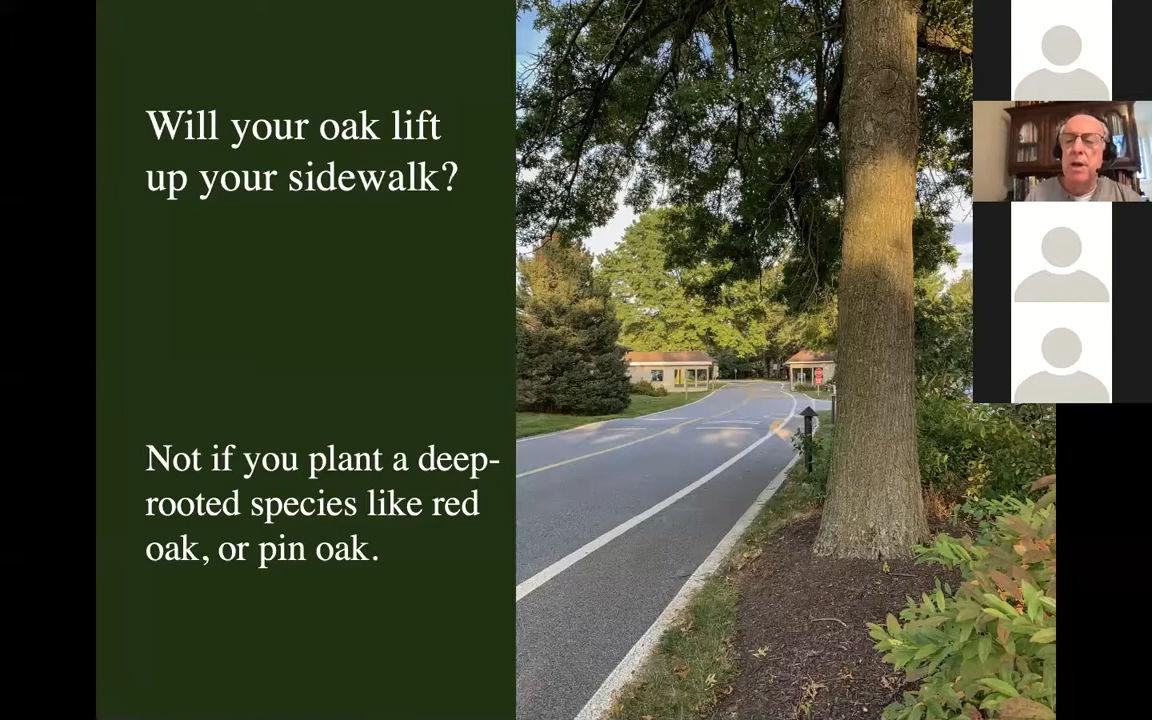 Will your oak lift
up your sidewalk?
Not if you plant a deep-
rooted species like red
oak, or pin oak.